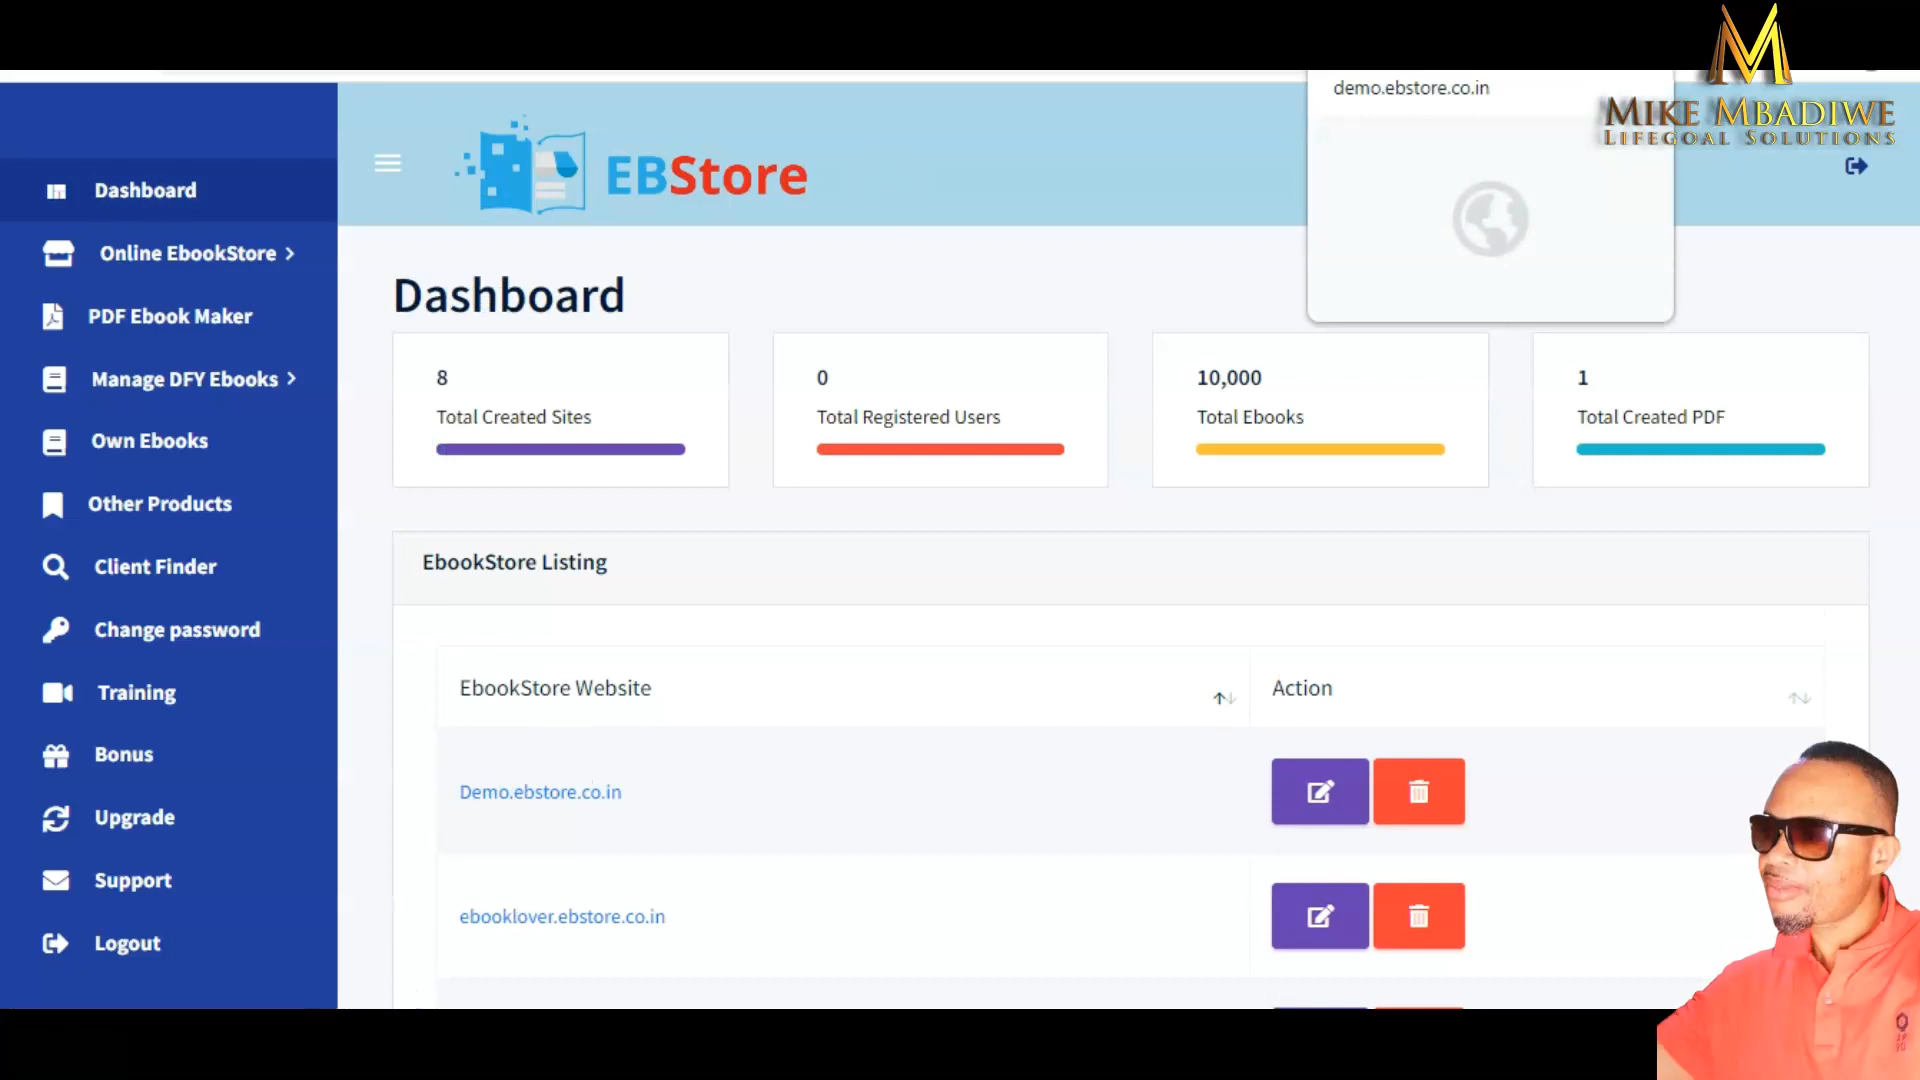 demo.ebstore.co.in
MIKE MBADIWE
LIFEGOAL SOLUTIONS
EBStore
Dashboard
Online EbookStore
PDF Ebook Maker
Manage DFY Ebooks
Own Ebooks
Other Products
Client Finder
Change password
Training
Bonus
Upgrade
Support
Logout
Dashboard
8
Total Created Sites
0
Total Registered Users
10,000
Total Ebooks
1
Total Created PDF
EbookStore Listing
EbookStore Website
Action
Demo.ebstore.co.in
ebooklover.ebstore.co.in